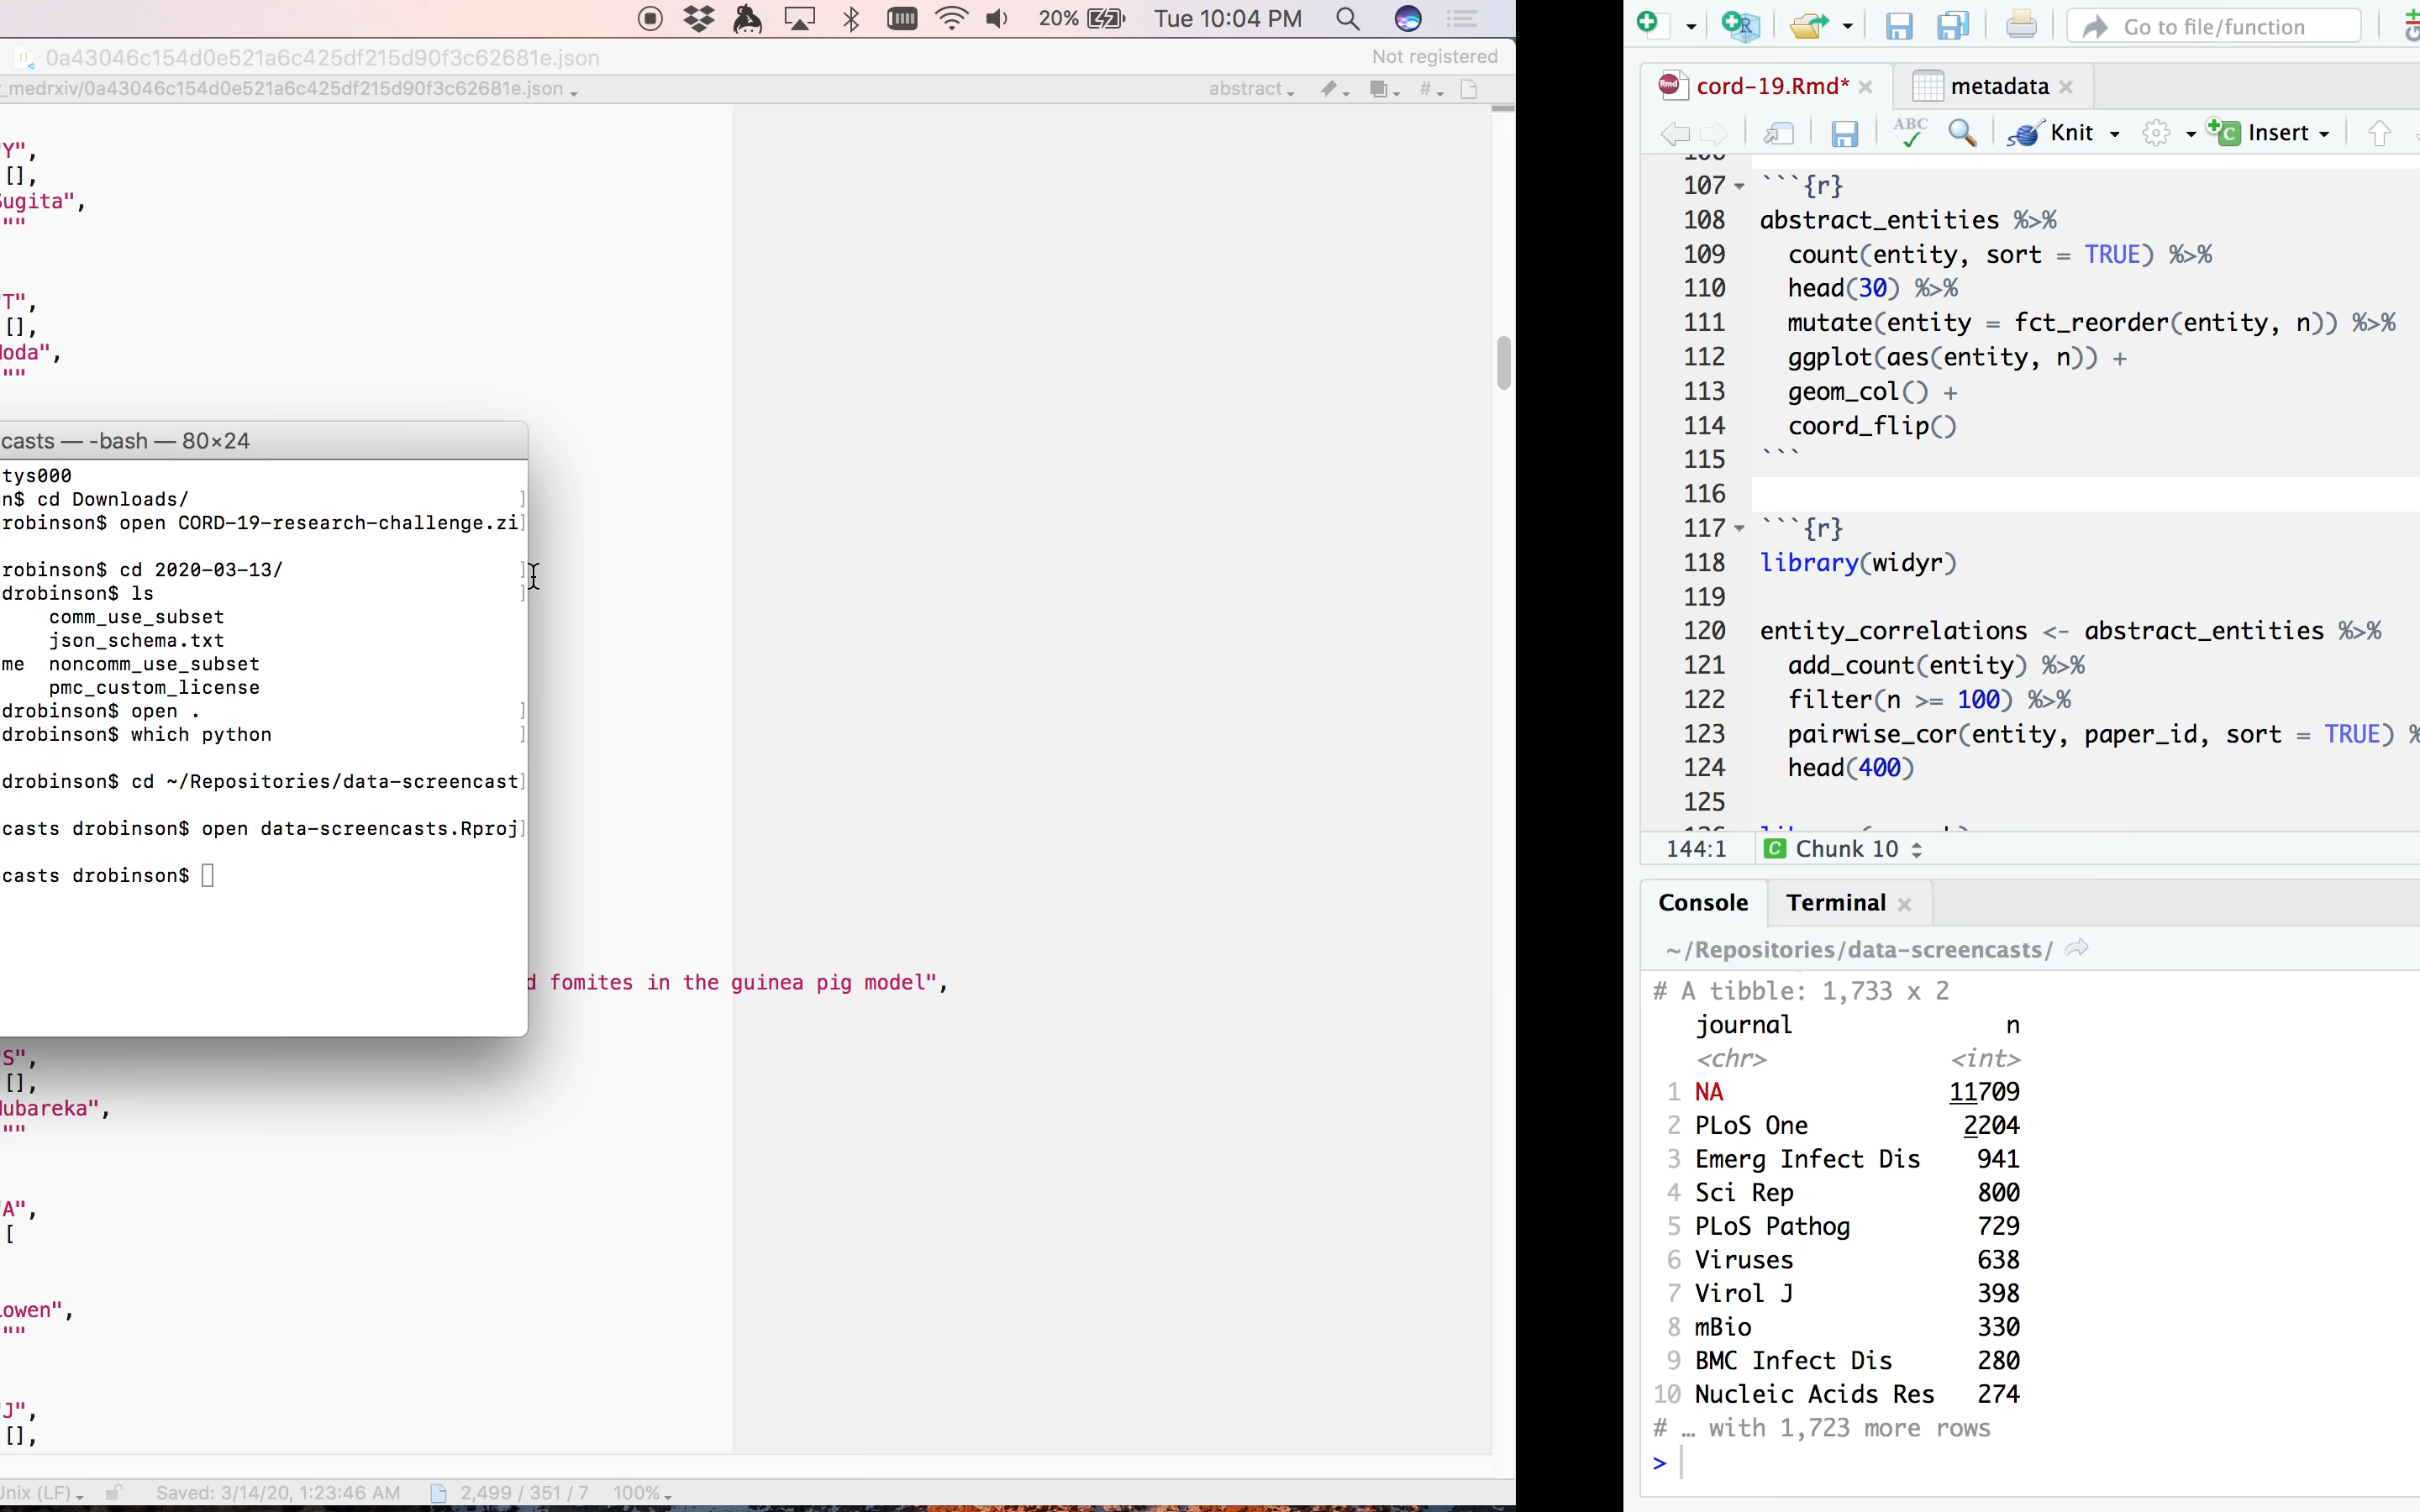 20%
Tue 10:04 PM
0a43046c154d0e521a6c425df215d90f3c62681e.json
Not registered
_medrxiv/0a43046c154d0e521a6c425df215d90f3c62681e.json
abstract
#
"Y",
[],
Sugita",
""
"T",
[],
""
casts — -bash — 80×24
tys000
n$ cd Downloads/
robinson$ open CORD-19-research-challenge.zi
robinson$ cd 2020-03-13/
drobinson$ ls
comm_use_subset
json_schema.txt
me noncomm_use_subset
pmc_custom_license
drobinson$ open .
drobinson$ which python
drobinson$ cd ~/Repositories/data-screencast
casts drobinson$ open data-screencasts.Rproj
casts drobinson$
d fomites in the guinea pig model",
"S",
[],
ubareka",
""
"A",
[
owen",
""
"J",
[],
Unix (LF)
Saved: 3/14/20, 1:23:46 AM
2,499 / 351 / 7
100%
Go to file/function
cord-19.Rmd*
metadata
ABC
Knit
Insert
107 ```{r}
108 abstract_entities %>%
109 count(entity, sort = TRUE) %>%
110 head(30) %>%
111 mutate(entity = fct_reorder(entity, n)) %>%
112 ggplot(aes(entity, n)) +
113 geom_col() +
114 coord_flip()
115 ```
116
117 ```{r}
118 library(widyr)
119
120 entity_correlations <- abstract_entities %>%
121 add_count(entity) %>%
122 filter(n >= 100) %>%
123 pairwise_cor(entity, paper_id, sort = TRUE) %
124 head(400)
125
144:1
C Chunk 10
Console
Terminal
~/Repositories/data-screencasts/
# A tibble: 1,733 x 2
journal n
<chr> <int>
1 NA 11709
2 PLoS One 2204
3 Emerg Infect Dis 941
4 Sci Rep 800
5 PLoS Pathog 729
6 Viruses 638
7 Virol J 398
8 mBio 330
9 BMC Infect Dis 280
10 Nucleic Acids Res 274
# … with 1,723 more rows
>